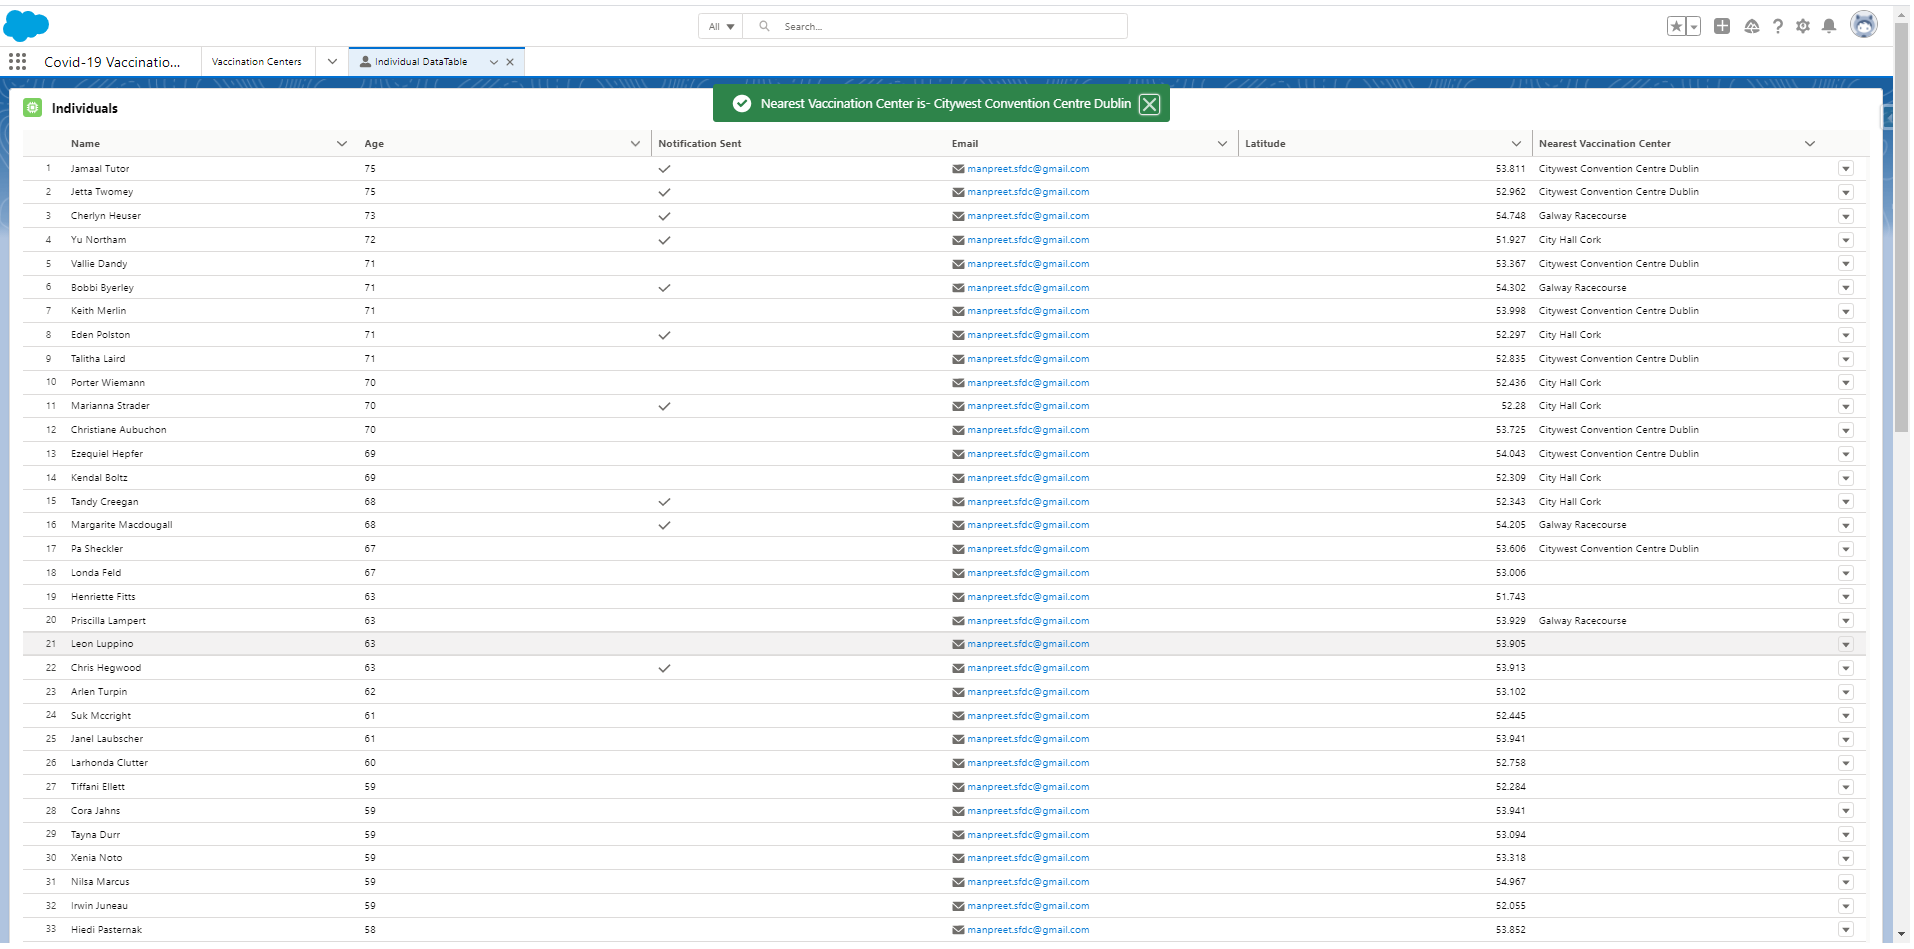 All Search...
Covid-19 Vaccinatio... Vaccination Centers Individual DataTable
Individuals
Nearest Vaccination Center is- Citywest Convention Centre Dublin
Name Age Notification Sent Email Latitude Nearest Vaccination Center
1 Jamaal Tutor 75 manpreet.sfdc@gmail.com 53.811 Citywest Convention Centre Dublin
2 Jetta Twomey 75 manpreet.sfdc@gmail.com 52.962 Citywest Convention Centre Dublin
3 Cherlyn Heuser 73 manpreet.sfdc@gmail.com 54.748 Galway Racecourse
4 Yu Northam 72 manpreet.sfdc@gmail.com 51.927 City Hall Cork
5 Vallie Dandy 71 manpreet.sfdc@gmail.com 53.367 Citywest Convention Centre Dublin
6 Bobbi Byerley 71 manpreet.sfdc@gmail.com 54.302 Galway Racecourse
7 Keith Merlin 71 manpreet.sfdc@gmail.com 53.998 Citywest Convention Centre Dublin
8 Eden Polston 71 manpreet.sfdc@gmail.com 52.297 City Hall Cork
9 Talitha Laird 71 manpreet.sfdc@gmail.com 52.835 Citywest Convention Centre Dublin
10 Porter Wiemann 70 manpreet.sfdc@gmail.com 52.436 City Hall Cork
11 Marianna Strader 70 manpreet.sfdc@gmail.com 52.28 City Hall Cork
12 Christiane Aubuchon 70 manpreet.sfdc@gmail.com 53.725 Citywest Convention Centre Dublin
13 Ezequiel Hepfer 69 manpreet.sfdc@gmail.com 54.043 Citywest Convention Centre Dublin
14 Kendal Boltz 69 manpreet.sfdc@gmail.com 52.309 City Hall Cork
15 Tandy Creegan 68 manpreet.sfdc@gmail.com 52.343 City Hall Cork
16 Margarite Macdougall 68 manpreet.sfdc@gmail.com 54.205 Galway Racecourse
17 Pa Sheckler 67 manpreet.sfdc@gmail.com 53.606 Citywest Convention Centre Dublin
18 Londa Feld 67 manpreet.sfdc@gmail.com 53.006
19 Henriette Fitts 63 manpreet.sfdc@gmail.com 51.743
20 Priscilla Lampert 63 manpreet.sfdc@gmail.com 53.929 Galway Racecourse
21 Leon Luppino 63 manpreet.sfdc@gmail.com 53.905
22 Chris Hegwood 63 manpreet.sfdc@gmail.com 53.913
23 Arlen Turpin 62 manpreet.sfdc@gmail.com 53.102
24 Suk Mccright 61 manpreet.sfdc@gmail.com 52.445
25 Janel Laubscher 61 manpreet.sfdc@gmail.com 53.941
26 Larhonda Clutter 60 manpreet.sfdc@gmail.com 52.758
27 Tiffani Ellett 59 manpreet.sfdc@gmail.com 52.284
28 Cora Jahns 59 manpreet.sfdc@gmail.com 53.941
29 Tayna Durr 59 manpreet.sfdc@gmail.com 53.094
30 Xenia Noto 59 manpreet.sfdc@gmail.com 53.318
31 Nilsa Marcus 59 manpreet.sfdc@gmail.com 54.967
32 Irwin Juneau 59 manpreet.sfdc@gmail.com 52.055
33 Hiedi Pasternak 58 manpreet.sfdc@gmail.com 53.852